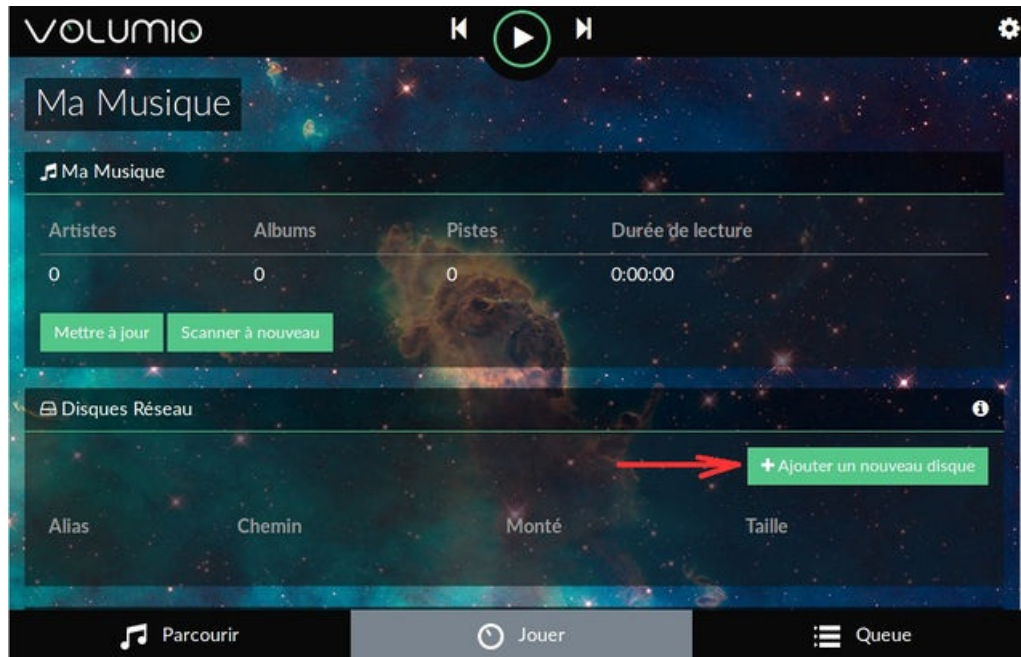 VOLUMIO
Ma Musique
Ma Musique
Artistes Albums Pistes Durée de lecture
0 0 0 0:00:00
Mettre à jour Scanner à nouveau
Disques Réseau
+ Ajouter un nouveau disque
Alias Chemin Monté Taille
Parcourir Jouer Queue